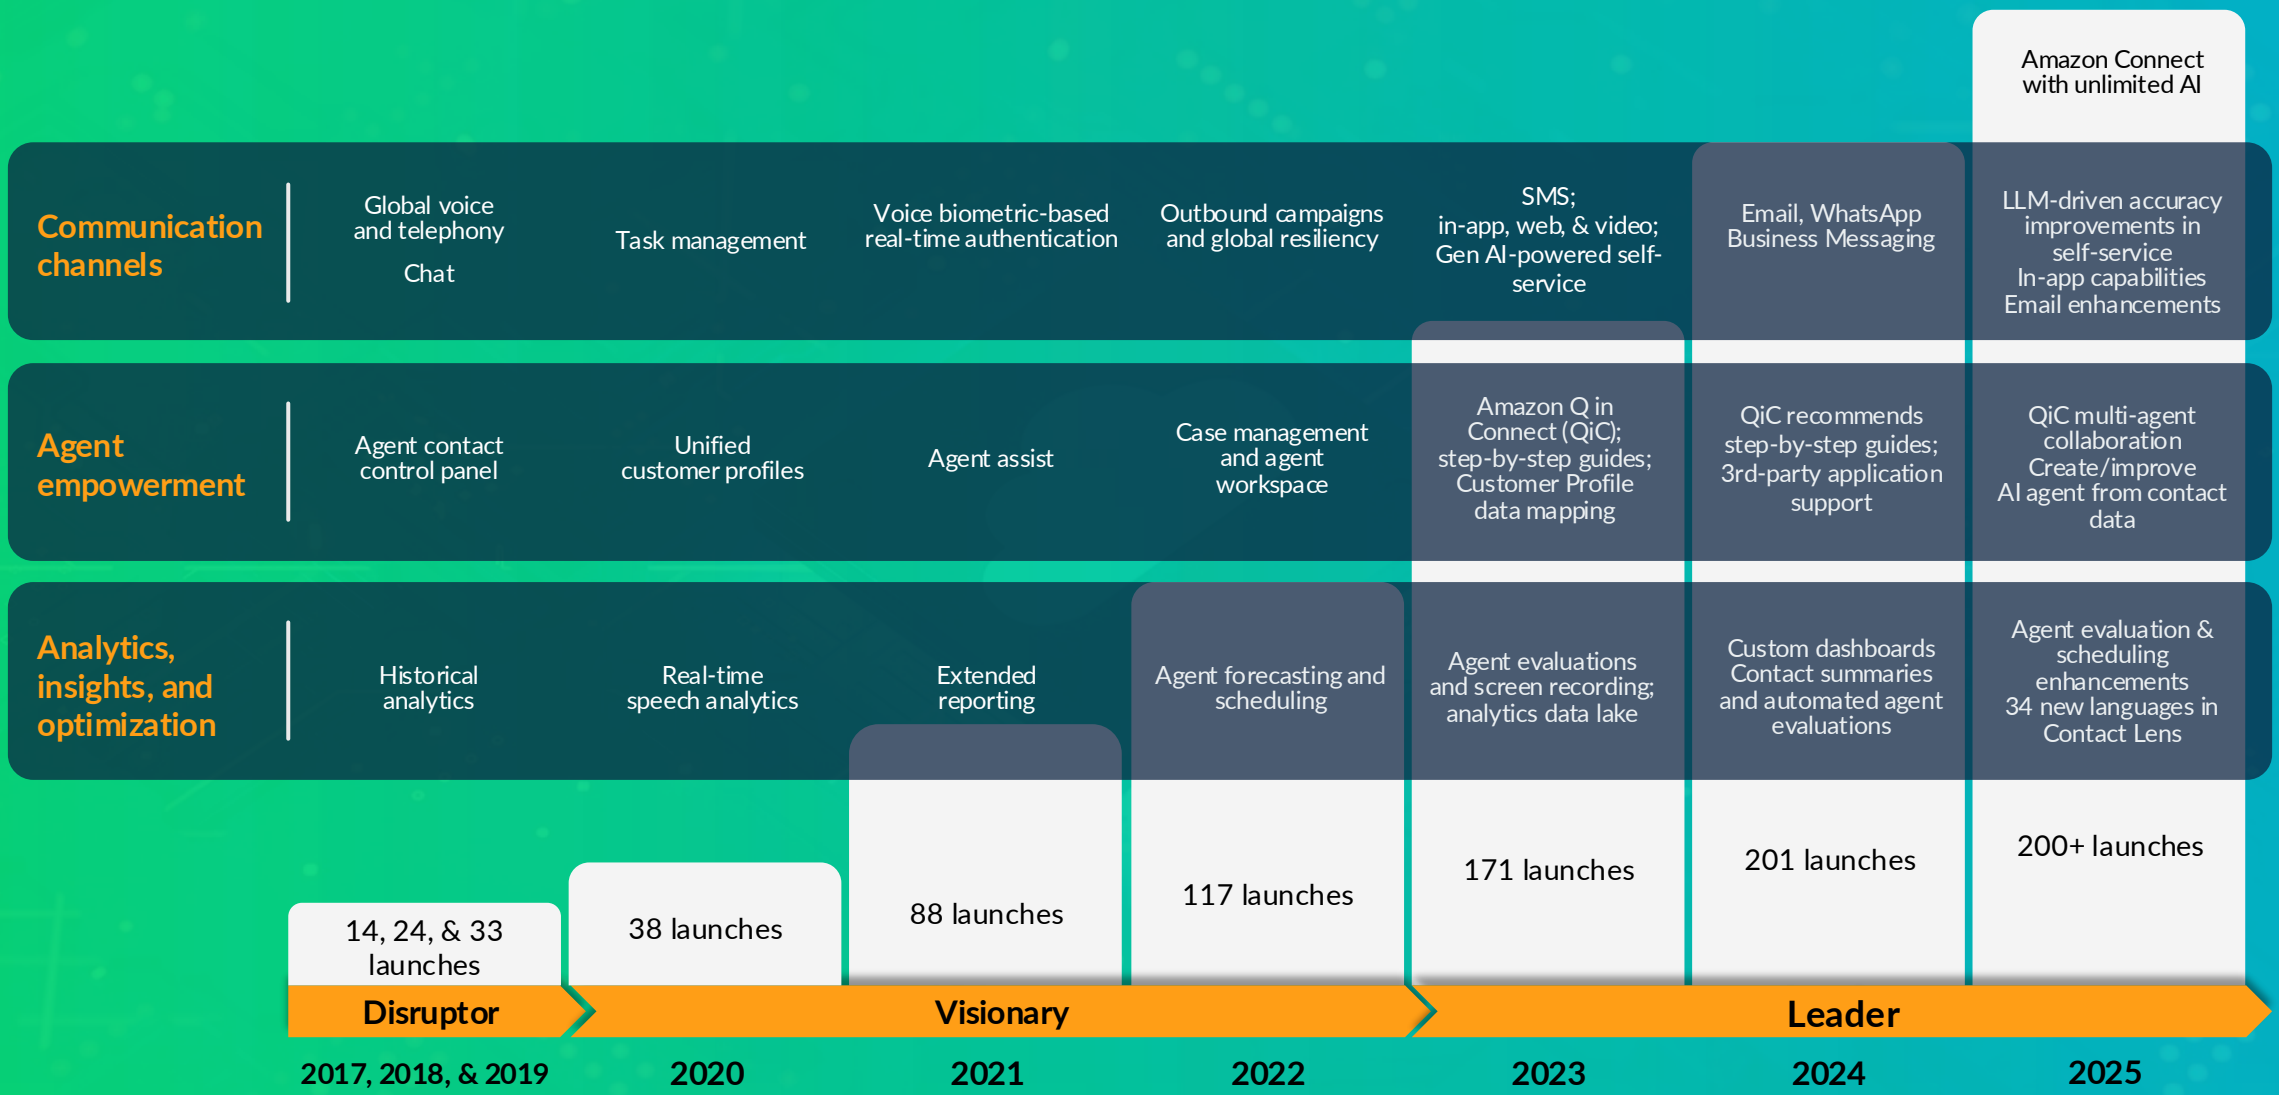 Amazon Connect
with unlimited AI
Communication
channels
Global voice
and telephony
Chat
Task management
Voice biometric-based
real-time authentication
Outbound campaigns
and global resiliency
SMS;
in-app, web, & video;
Gen AI-powered self-
service
Email, WhatsApp
Business Messaging
LLM-driven accuracy
improvements in
self-service
In-app capabilities
Email enhancements
Agent
empowerment
Agent contact
control panel
Unified
customer profiles
Agent assist
Case management
and agent
workspace
Amazon Q in
Connect (QiC);
step-by-step guides;
Customer Profile
data mapping
QiC recommends
step-by-step guides;
3rd-party application
support
QiC multi-agent
collaboration
Create/improve
AI agent from contact
data
Analytics,
insights, and
optimization
Historical
analytics
Real-time
speech analytics
Extended
reporting
Agent forecasting and
scheduling
Agent evaluations
and screen recording;
analytics data lake
Custom dashboards
Contact summaries
and automated agent
evaluations
Agent evaluation &
scheduling
enhancements
34 new languages in
Contact Lens
14, 24, & 33
launches
38 launches
88 launches
117 launches
171 launches
201 launches
200+ launches
Disruptor
Visionary
Leader
2017, 2018, & 2019
2020
2021
2022
2023
2024
2025